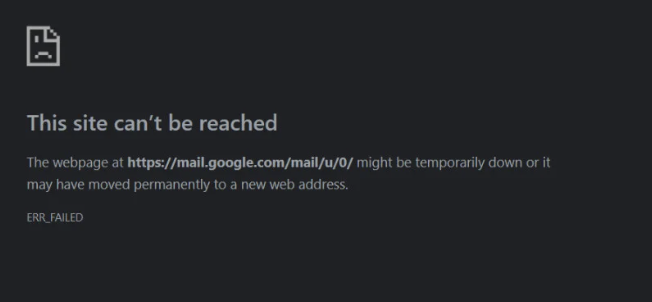 This site can’t be reached
The webpage at https://mail.google.com/mail/u/0/ might be temporarily down or it
may have moved permanently to a new web address.
ERR_FAILED